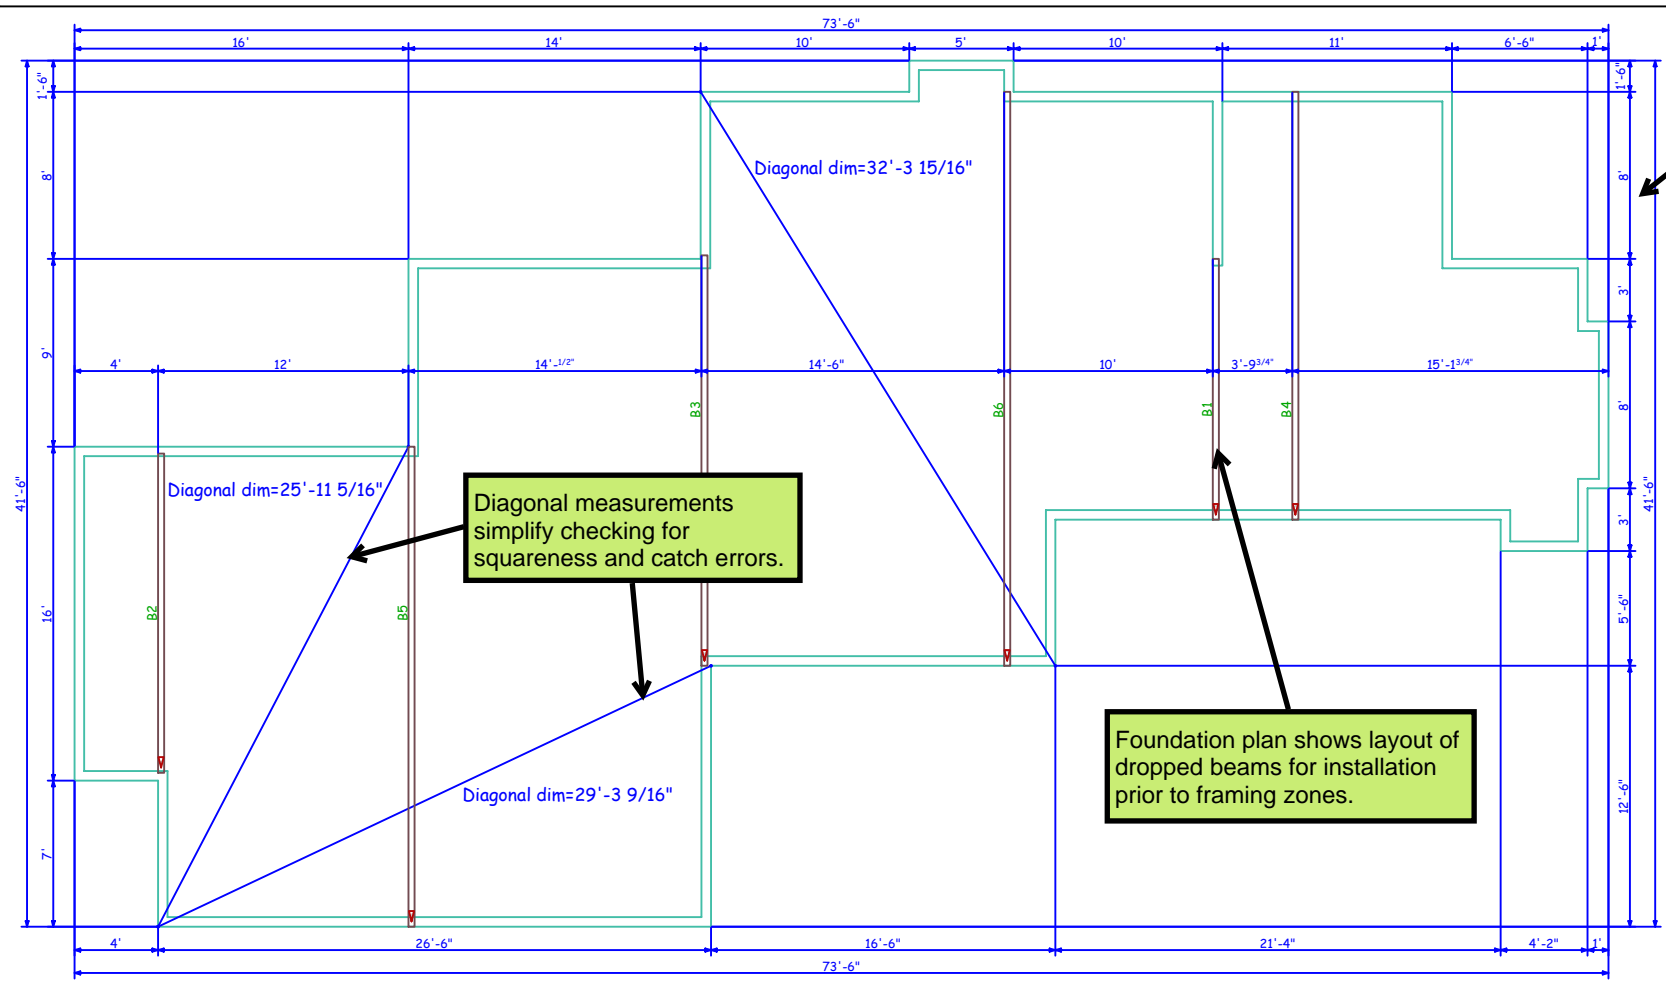 73'-6"
16' 14' 10' 5' 10' 11' 6'-6" 1'
1'-6" 1'-6"
Diagonal dim=32'-3 15/16"
8' 8'
3'
9'
4' 12' 14'-1/2" 14'-6" 10' 3'-9 3/4" 15'-1 3/4"
B3 B6 B1 B4 8'
41'-6" 41'-6"
Diagonal dim=25'-11 5/16"
Diagonal measurements
simplify checking for
squareness and catch errors.
3'
16' B2 B5 5'-6"
Foundation plan shows layout of
dropped beams for installation
prior to framing zones.
Diagonal dim=29'-3 9/16"
12'-6"
7'
4' 26'-6" 16'-6" 21'-4" 4'-2" 1'
73'-6"